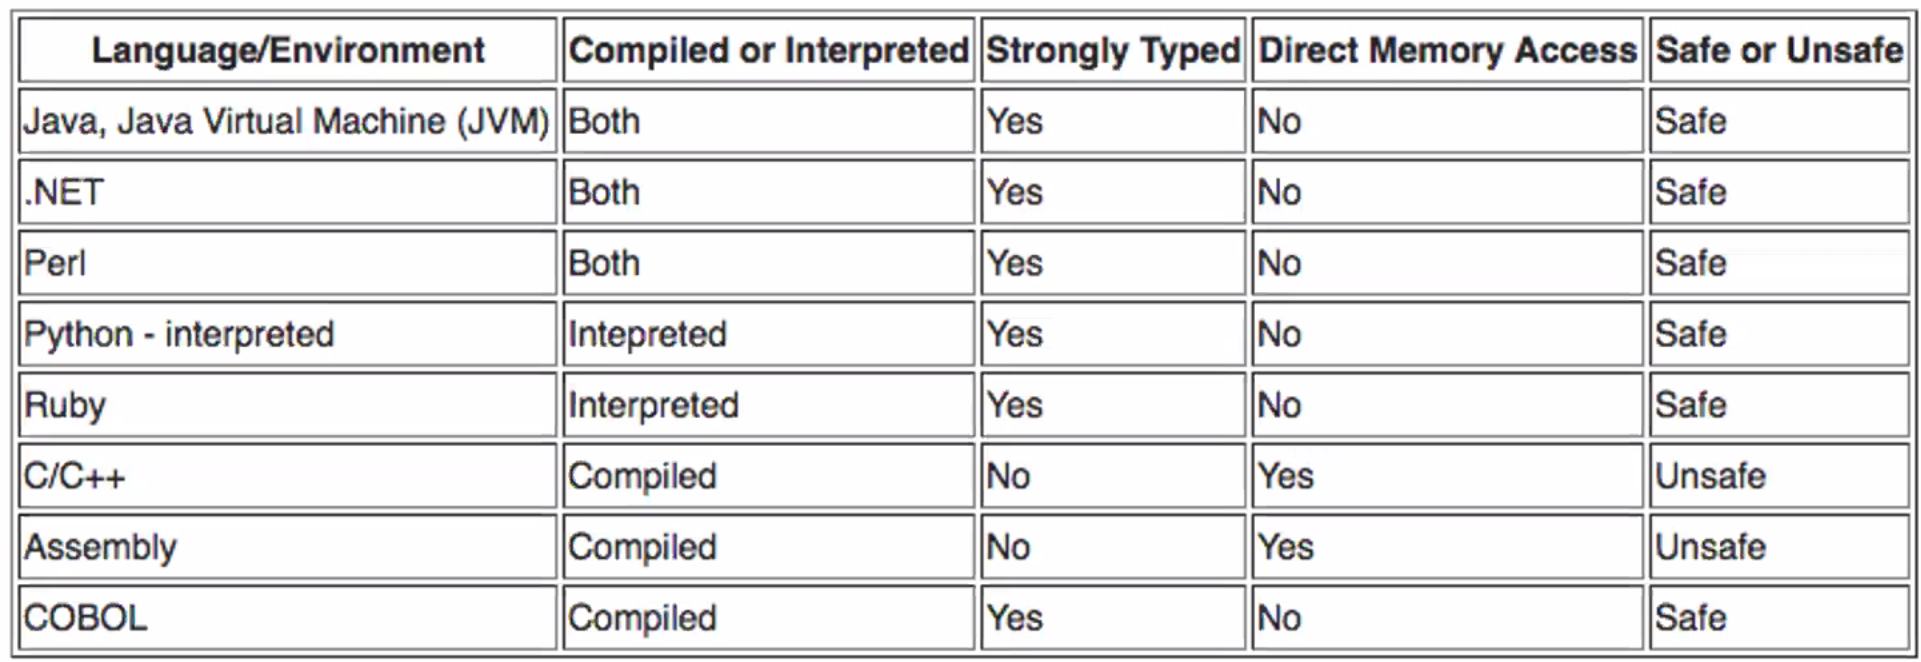 Language/Environment Compiled or Interpreted Strongly Typed Direct Memory Access Safe or Unsafe
Java, Java Virtual Machine (JVM) Both Yes No Safe
.NET Both Yes No Safe
Perl Both Yes No Safe
Python - interpreted Intepreted Yes No Safe
Ruby Interpreted Yes No Safe
C/C++ Compiled No Yes Unsafe
Assembly Compiled No Yes Unsafe
COBOL Compiled Yes No Safe